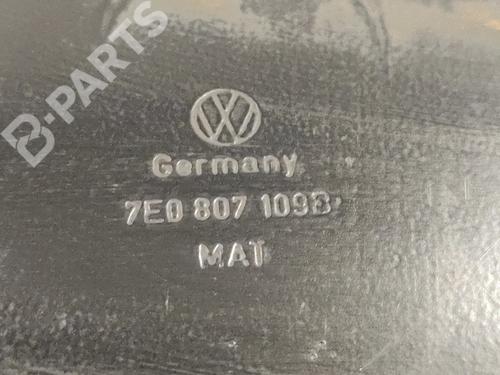 B-PARTS
VW
Germany
7E0 807 109B
MAT